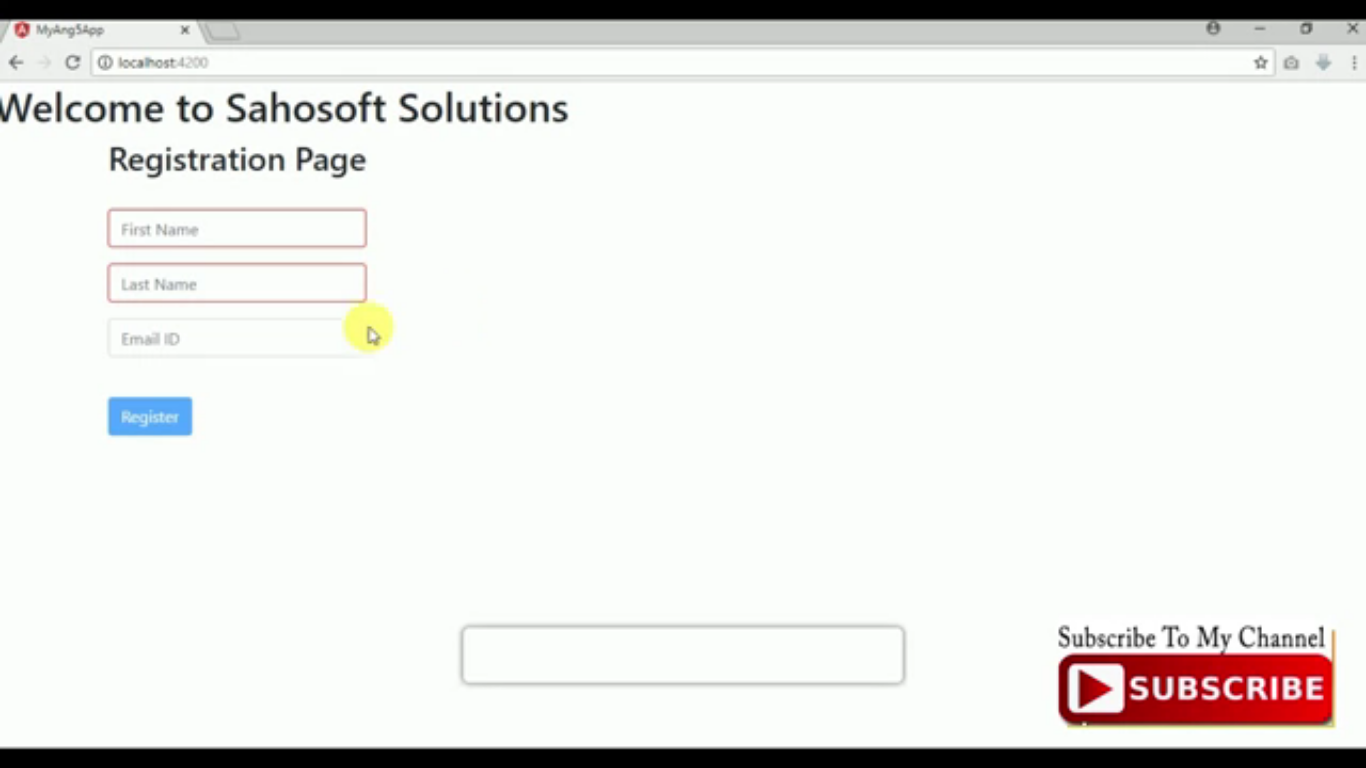 MyAng5App
localhost:4200
Welcome to Sahosoft Solutions
Registration Page
First Name
Last Name
Email ID
Register
Subscribe To My Channel
SUBSCRIBE